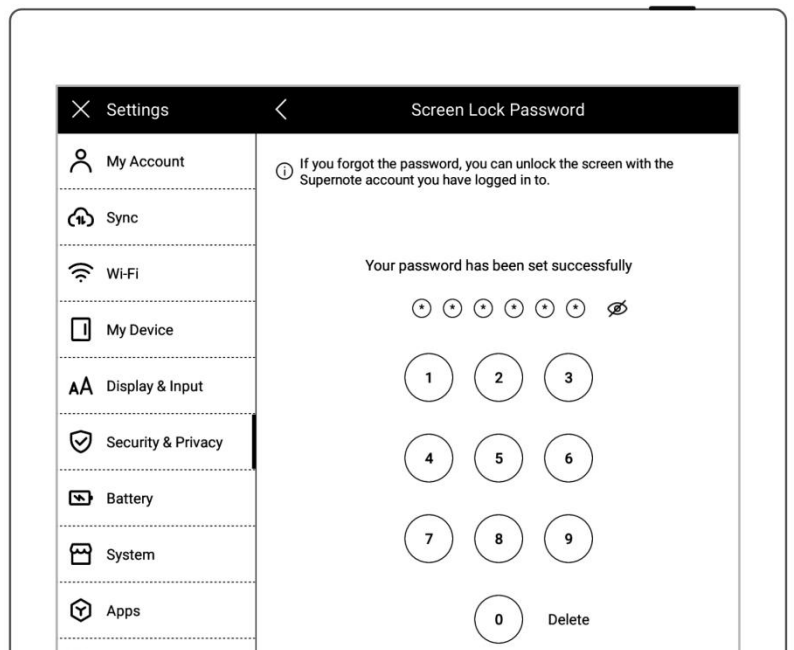 Settings
Screen Lock Password
My Account
Sync
Wi-Fi
My Device
Display & Input
Security & Privacy
Battery
System
Apps
If you forgot the password, you can unlock the screen with the
Supernote account you have logged in to.
Your password has been set successfully
* * * * * *
1 2 3
4 5 6
7 8 9
0 Delete